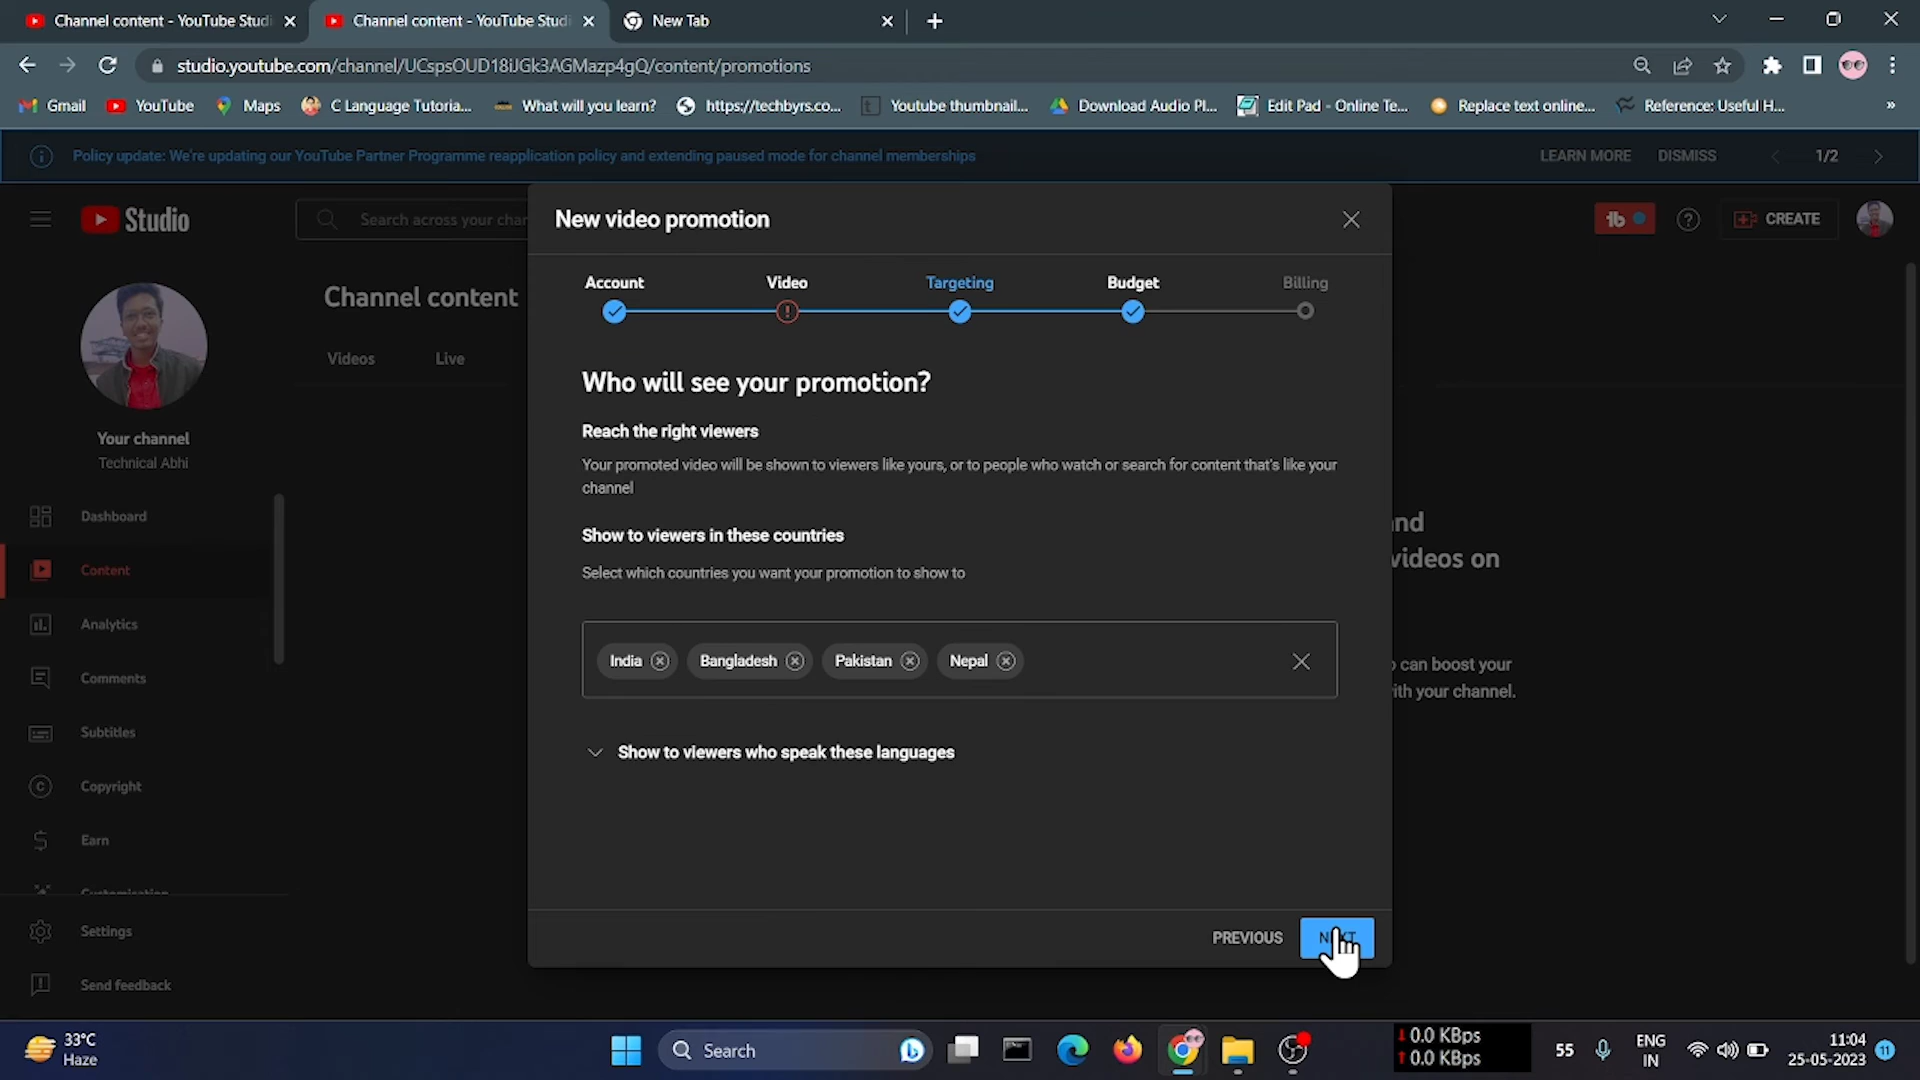 Channel content - YouTube Studi
Channel content - YouTube Studi
New Tab
studio.youtube.com/channel/UCspsOUD18iJGk3AGMazp4gQ/content/promotions
Gmail
YouTube
Maps
C Language Tutoria...
What will you learn?
https://techbyrs.co...
Youtube thumbnail...
Download Audio Pl...
Edit Pad - Online Te...
Replace text online...
Reference: Useful H...
»
Policy update: We're updating our YouTube Partner Programme reapplication policy and extending paused mode for channel memberships
LEARN MORE
DISMISS
1/2
Studio
Search across your chan
New video promotion
CREATE
Account
Video
Targeting
Budget
Billing
Channel content
Videos
Live
Your channel
Technical Abhi
Who will see your promotion?
Reach the right viewers
Your promoted video will be shown to viewers like yours, or to people who watch or search for content that's like your
channel
Show to viewers in these countries
Select which countries you want your promotion to show to
India
Bangladesh
Pakistan
Nepal
Show to viewers who speak these languages
and
videos on
can boost your
with your channel.
Dashboard
Content
Analytics
Comments
Subtitles
Copyright
Earn
Customisation
Settings
Send feedback
PREVIOUS
NEXT
33°C
Haze
Search
0.0 KBps
0.0 KBps
55
ENG
IN
11:04
25-05-2023
11